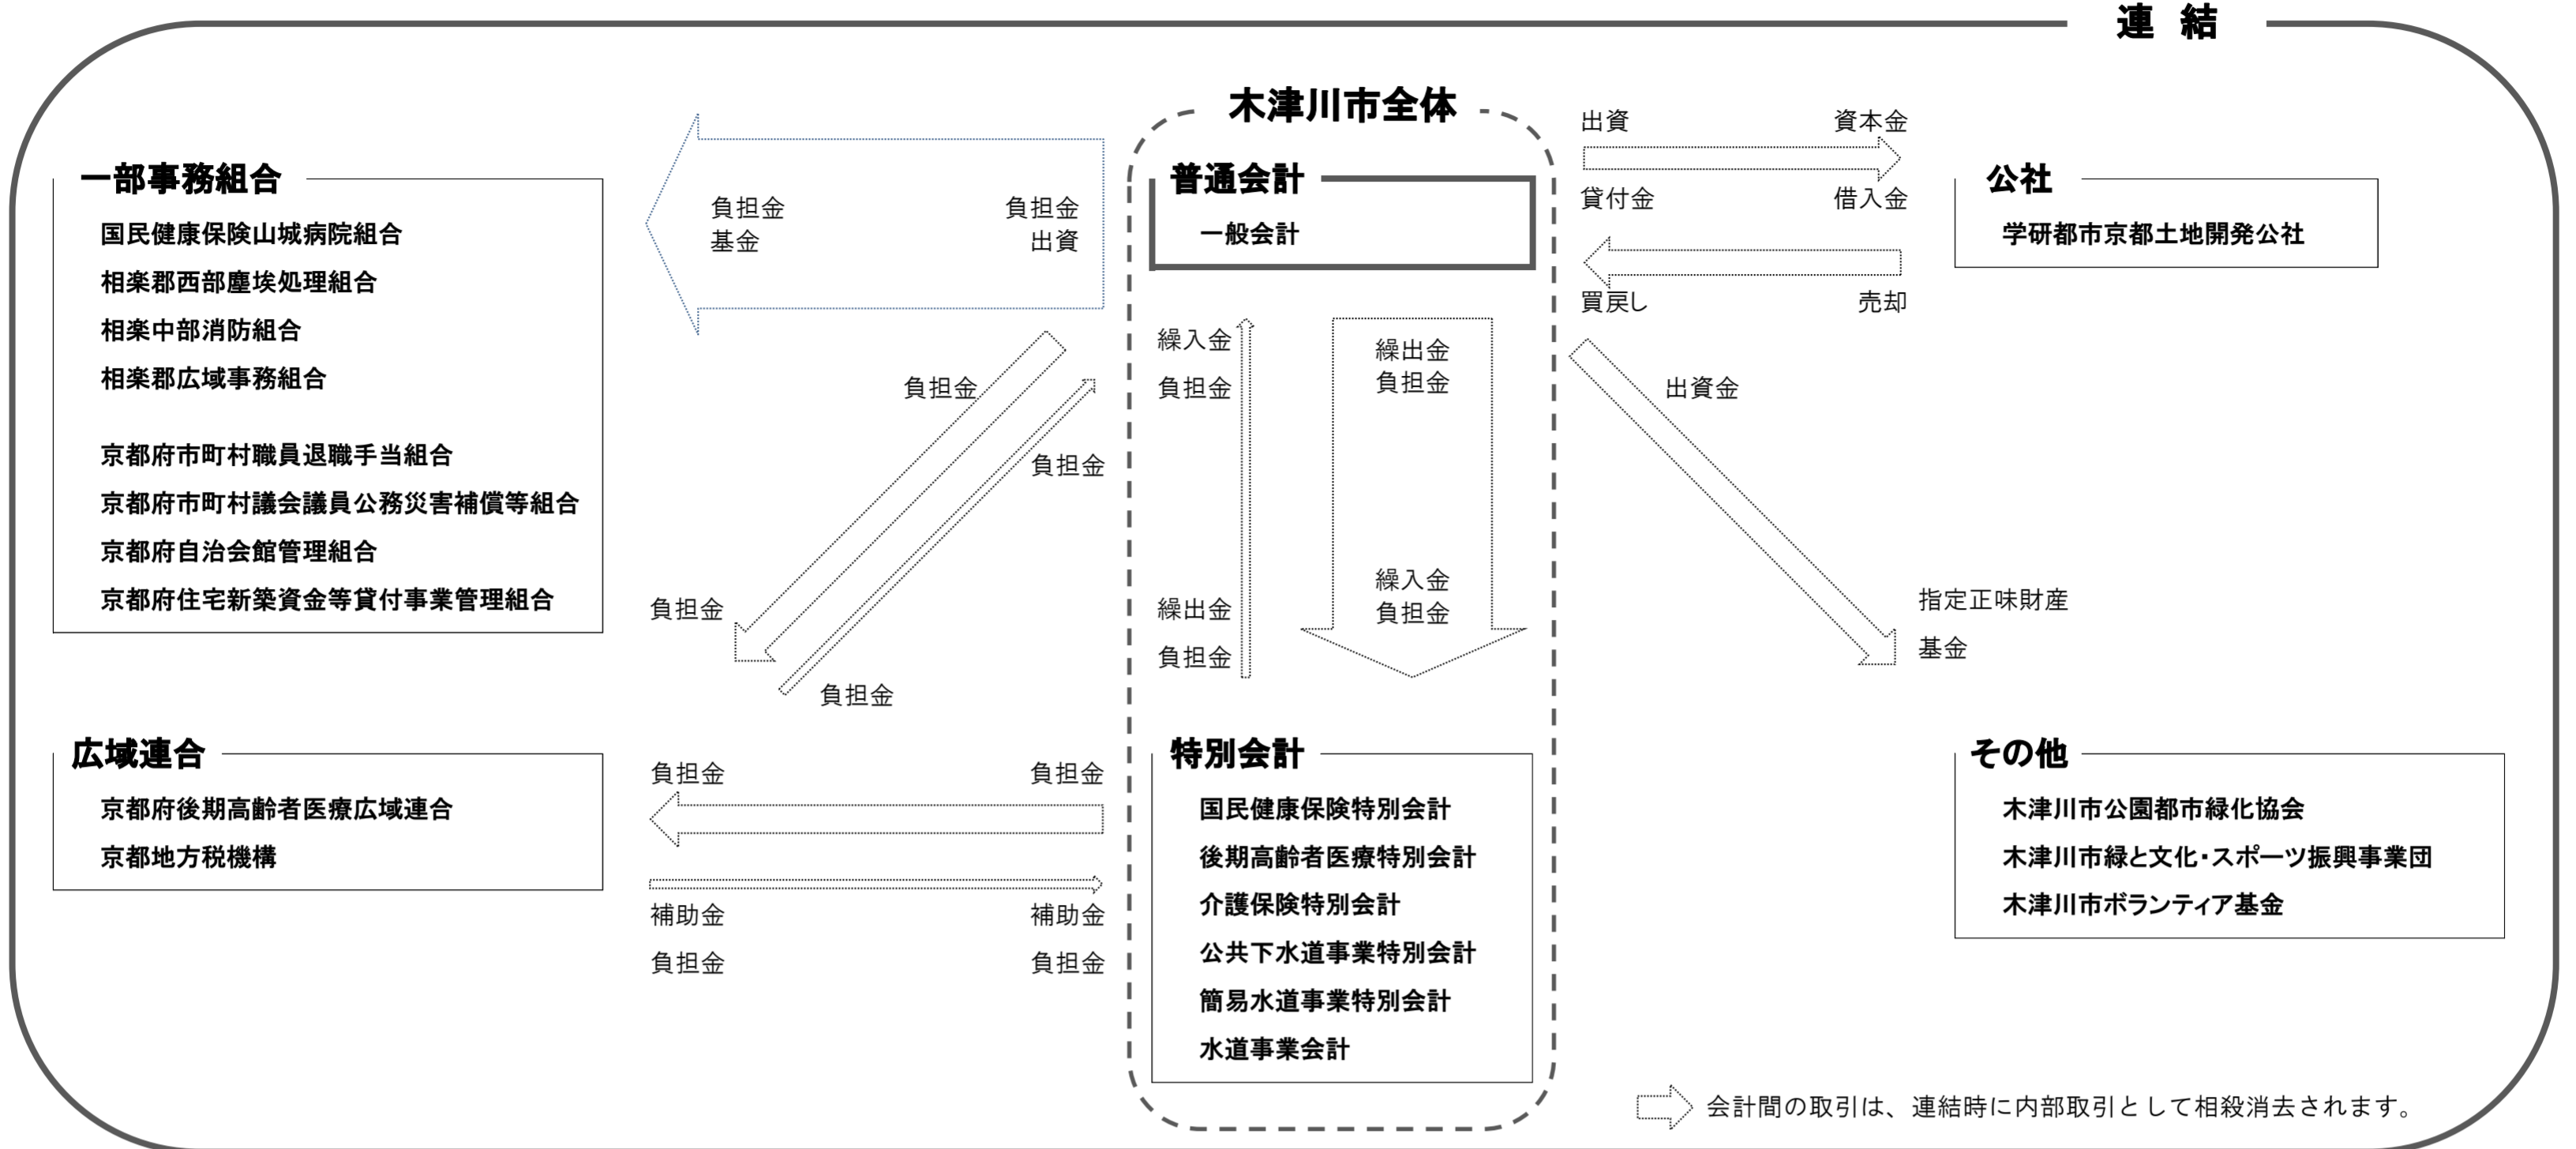 連 結
木津川市全体
一部事務組合
国民健康保険山城病院組合
相楽郡西部塵埃処理組合
相楽中部消防組合
相楽郡広域事務組合
京都府市町村職員退職手当組合
京都府市町村議会議員公務災害補償等組合
京都府自治会館管理組合
京都府住宅新築資金等貸付事業管理組合
負担金 負担金
基金 出資
普通会計
一般会計
出資 資本金
貸付金 借入金
買戻し 売却
公社
学研都市京都土地開発公社
負担金
負担金
負担金
負担金
繰入金
負担金
繰出金
負担金
繰出金
負担金
繰入金
負担金
出資金
指定正味財産
基金
広域連合
京都府後期高齢者医療広域連合
京都地方税機構
負担金 負担金
補助金 補助金
負担金 負担金
特別会計
国民健康保険特別会計
後期高齢者医療特別会計
介護保険特別会計
公共下水道事業特別会計
簡易水道事業特別会計
水道事業会計
その他
木津川市公園都市緑化協会
木津川市緑と文化・スポーツ振興事業団
木津川市ボランティア基金
会計間の取引は、連結時に内部取引として相殺消去されます。